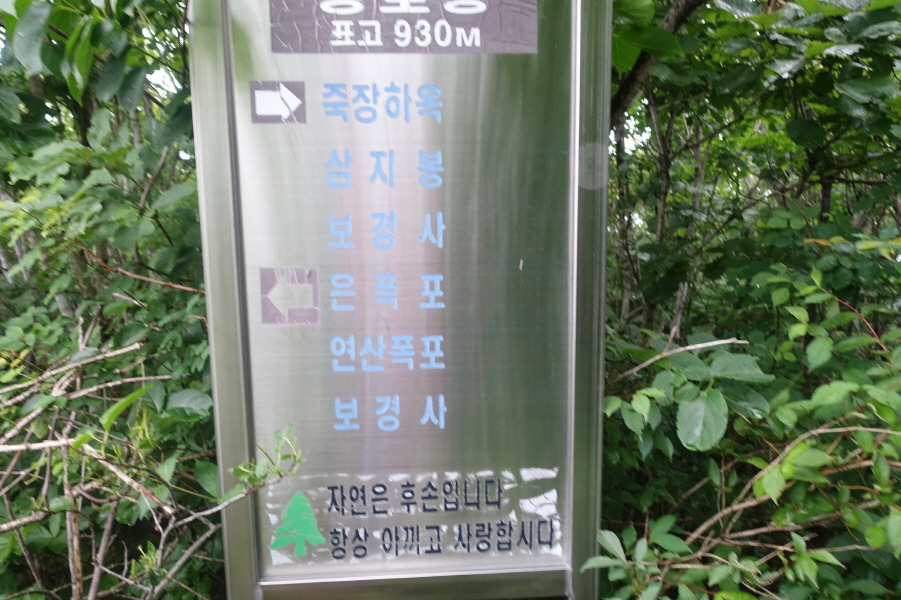 표고 930M
죽장하옥
삼지봉
보경사
은폭포
연산폭포
보경사
자연은 후손입니다
항상 아끼고 사랑합시다